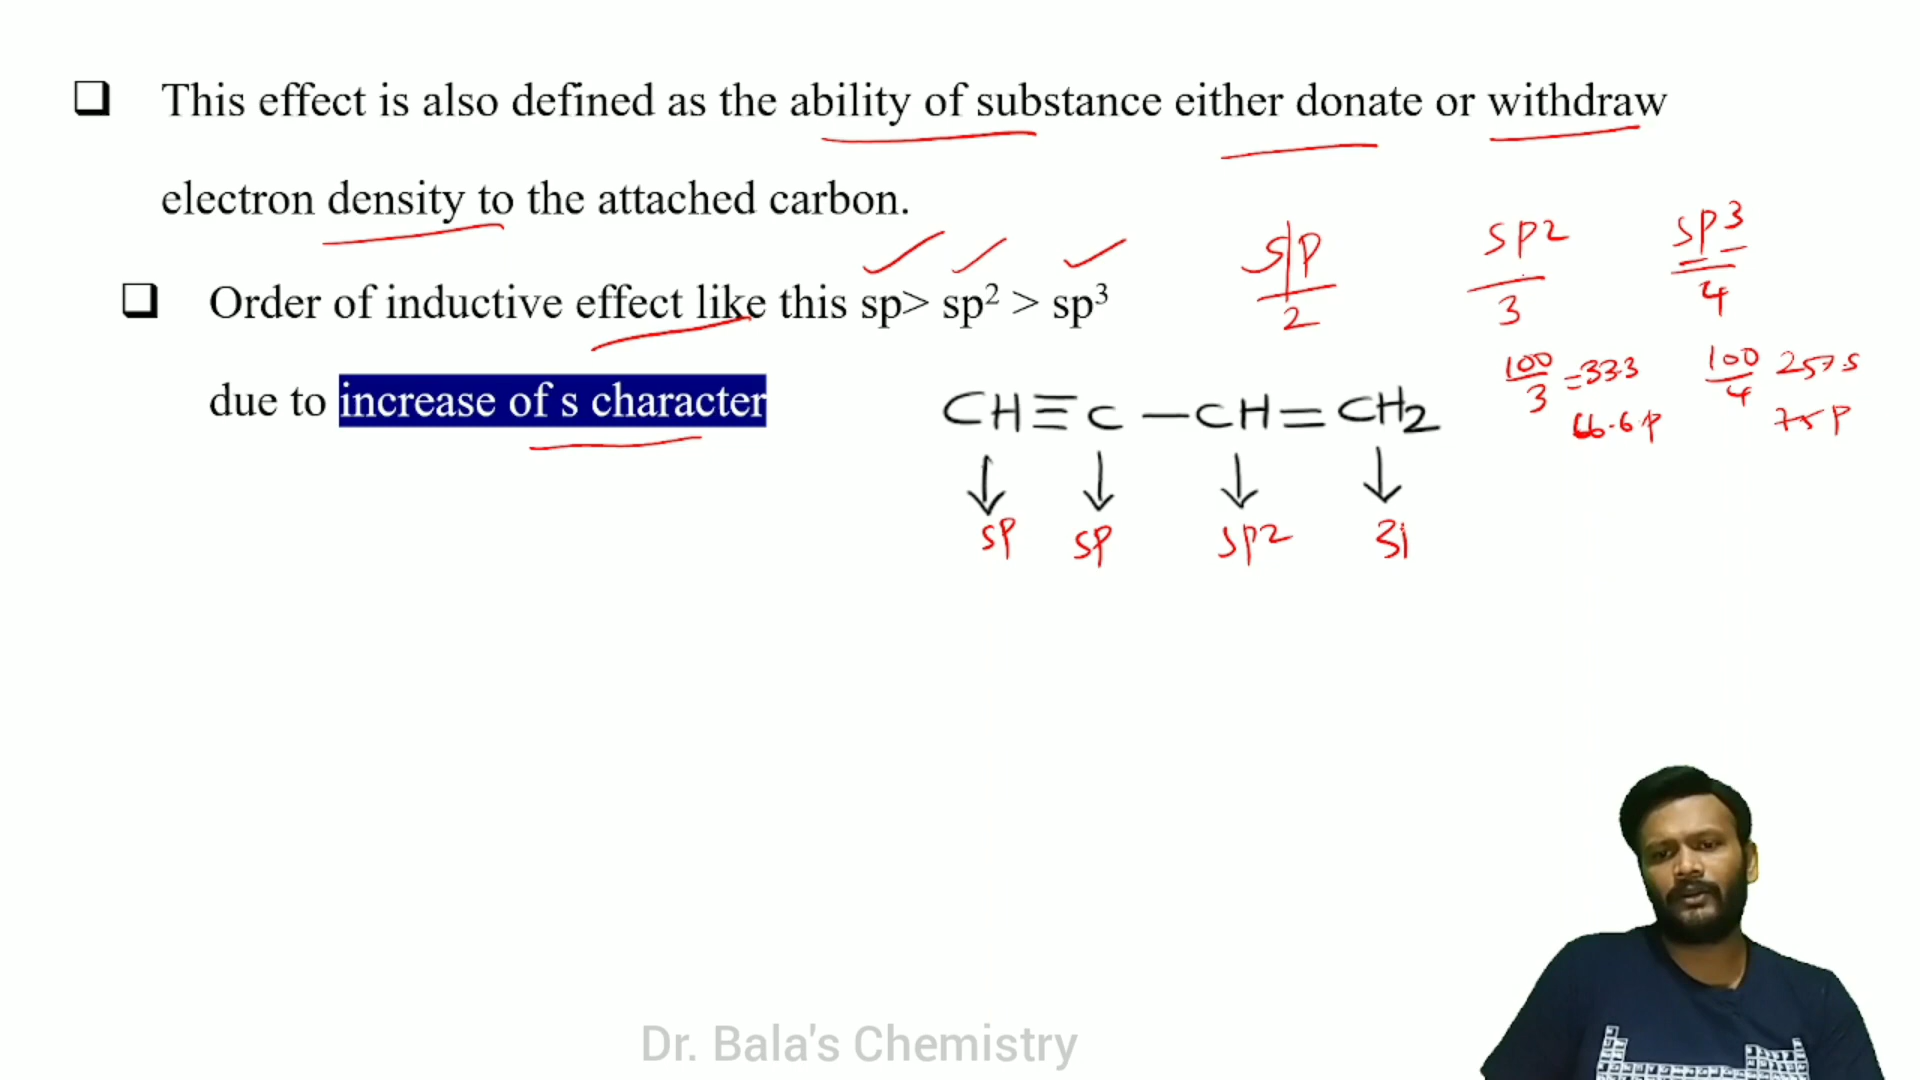 This effect is also defined as the ability of substance either donate or withdraw
electron density to the attached carbon.
Order of inductive effect like this sp> sp² > sp³
due to increase of s character
sp sp2 sp3
2 3 4
100/3 =33.3
66.6 p
100/4 25% s
75 p
CH≡C—CH=CH2
sp sp sp2
Dr. Bala's Chemistry